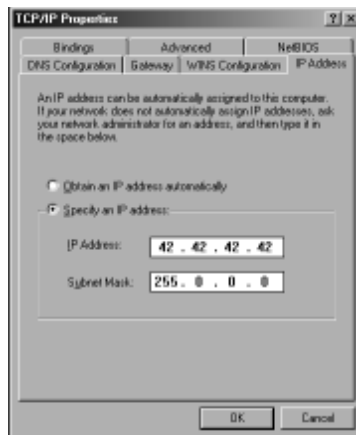 TCP/IP Properties
Bindings Advanced NetBIOS
DNS Configuration Gateway WINS Configuration IP Address
An IP address can be automatically assigned to this computer.
If your network does not automatically assign IP addresses, ask
your network administrator for an address, and then type it in
the space below.
Obtain an IP address automatically
Specify an IP address:
IP Address: 42 . 42 . 42 . 42
Subnet Mask: 255 . 0 . 0 . 0
OK Cancel